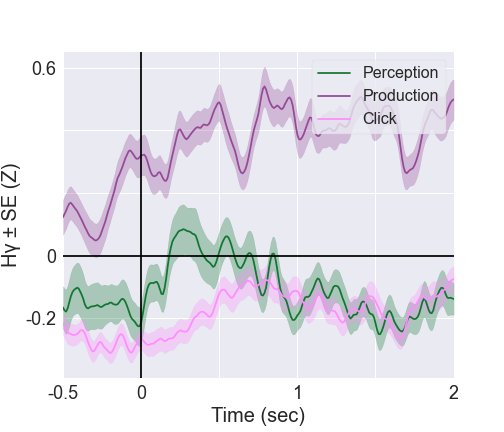 Hγ ± SE (Z)
0.6
0
-0.2
Perception
Production
Click
-0.5 0 1 2
Time (sec)